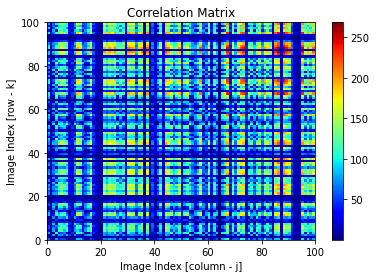 Correlation Matrix
100
80
60
40
20
0
Image Index [row - k]
0 20 40 60 80 100
Image Index [column - j]
250
200
150
100
50